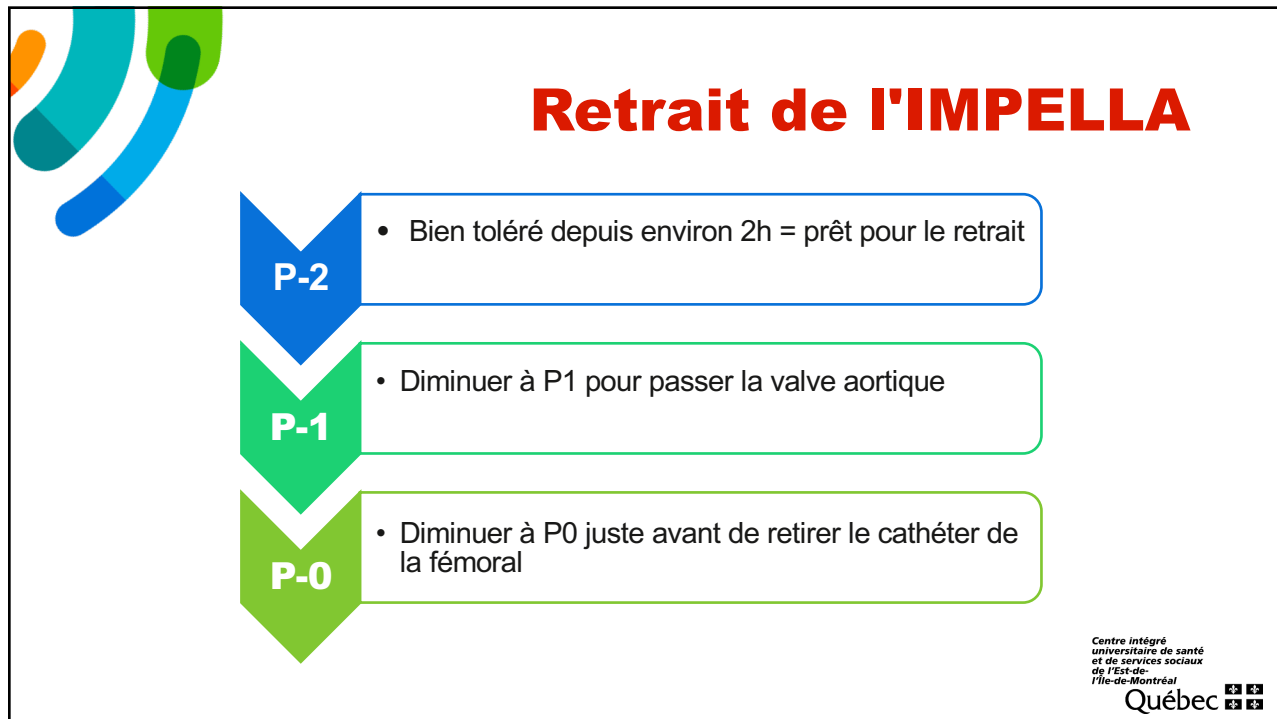 Retrait de l'IMPELLA
P-2
• Bien toléré depuis environ 2h = prêt pour le retrait
P-1
• Diminuer à P1 pour passer la valve aortique
P-0
• Diminuer à P0 juste avant de retirer le cathéter de
la fémoral
Centre intégré
universitaire de santé
et de services sociaux
de l'Est-de-
l'Île-de-Montréal
Québec